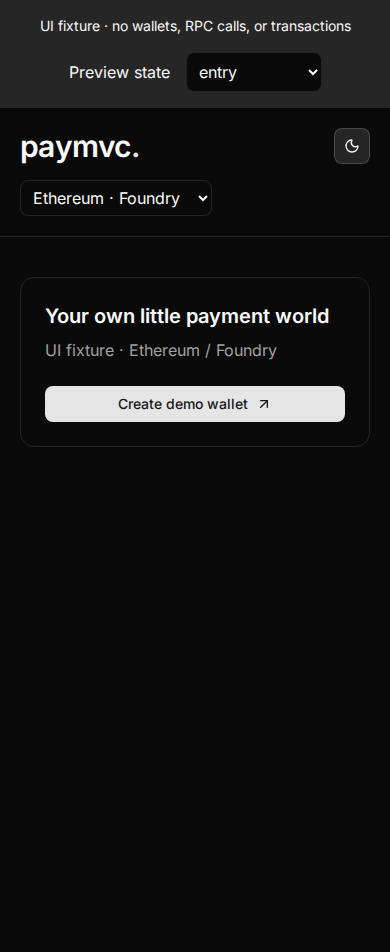 UI fixture · no wallets, RPC calls, or transactions
Preview state entry
paymvc.
Ethereum · Foundry
Your own little payment world
UI fixture · Ethereum / Foundry
Create demo wallet